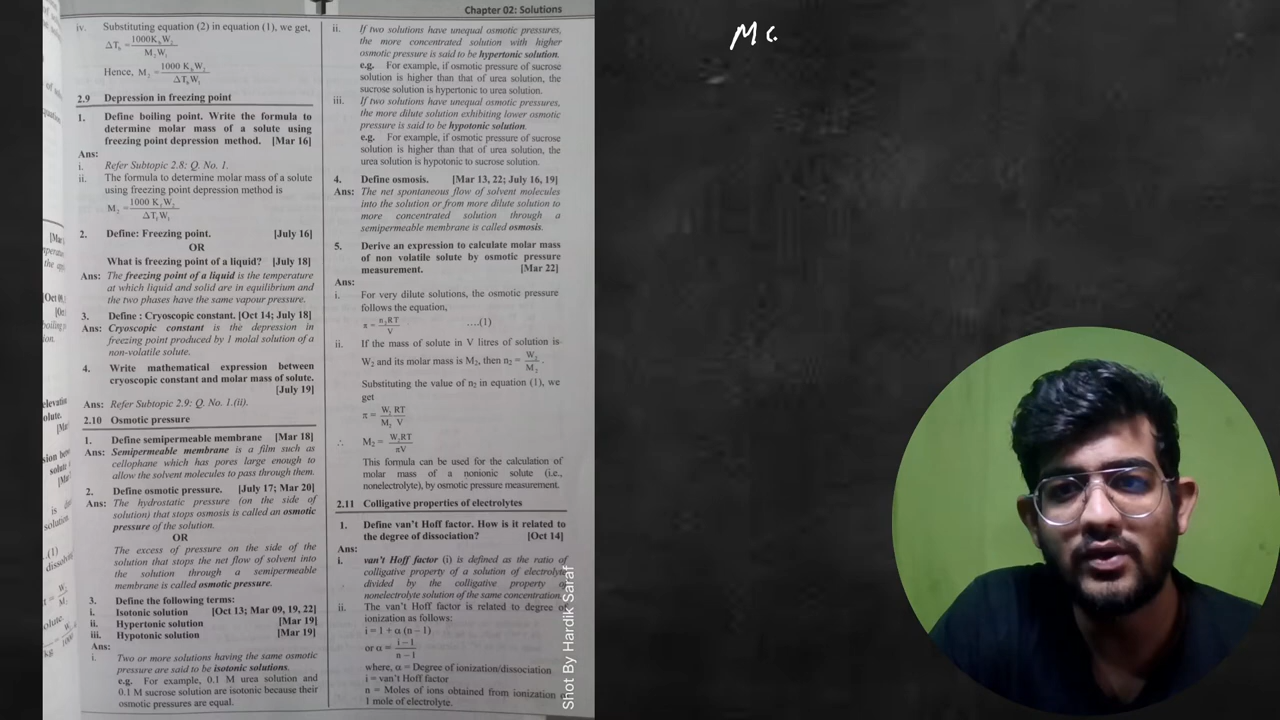 Chapter 02: Solutions
iv. Substituting equation (2) in equation (1), we get,
ΔT_b = 1000K_bW₂ / M₂W₁
Hence, M₂ = 1000 K_bW₂ / ΔT_bW₁
2.9 Depression in freezing point
1. Define boiling point. Write the formula to
determine molar mass of a solute using
freezing point depression method. [Mar 16]
Ans:
i. Refer Subtopic 2.8: Q. No. 1.
ii. The formula to determine molar mass of a solute
using freezing point depression method is
M₂ = 1000 K_fW₂ / ΔT_fW₁
2. Define: Freezing point. [July 16]
OR
What is freezing point of a liquid? [July 18]
Ans: The freezing point of a liquid is the temperature
at which liquid and solid are in equilibrium and
the two phases have the same vapour pressure.
3. Define : Cryoscopic constant. [Oct 14; July 18]
Ans: Cryoscopic constant is the depression in
freezing point produced by 1 molal solution of a
non-volatile solute.
4. Write mathematical expression between
cryoscopic constant and molar mass of solute.
[July 19]
Ans: Refer Subtopic 2.9: Q. No. 1.(ii).
2.10 Osmotic pressure
1. Define semipermeable membrane [Mar 18]
Ans: Semipermeable membrane is a film such as
cellophane which has pores large enough to
allow the solvent molecules to pass through them.
2. Define osmotic pressure. [July 17; Mar 20]
Ans: The hydrostatic pressure (on the side of
solution) that stops osmosis is called an osmotic
pressure of the solution.
OR
The excess of pressure on the side of the
solution that stops the net flow of solvent into
the solution through a semipermeable
membrane is called osmotic pressure.
3. Define the following terms:
i. Isotonic solution [Oct 13; Mar 09, 19, 22]
ii. Hypertonic solution [Mar 19]
iii. Hypotonic solution [Mar 19]
Ans:
i. Two or more solutions having the same osmotic
pressure are said to be isotonic solutions.
e.g. For example, 0.1 M urea solution and
0.1 M sucrose solution are isotonic because their
osmotic pressures are equal.
ii. If two solutions have unequal osmotic pressures,
the more concentrated solution with higher
osmotic pressure is said to be hypertonic solution.
e.g. For example, if osmotic pressure of sucrose
solution is higher than that of urea solution, the
sucrose solution is hypertonic to urea solution.
iii. If two solutions have unequal osmotic pressures,
the more dilute solution exhibiting lower osmotic
pressure is said to be hypotonic solution.
e.g. For example, if osmotic pressure of sucrose
solution is higher than that of urea solution, the
urea solution is hypotonic to sucrose solution.
4. Define osmosis. [Mar 13, 22; July 16, 19]
Ans: The net spontaneous flow of solvent molecules
into the solution or from more dilute solution to
more concentrated solution through a
semipermeable membrane is called osmosis.
5. Derive an expression to calculate molar mass
of non volatile solute by osmotic pressure
measurement. [Mar 22]
Ans:
i. For very dilute solutions, the osmotic pressure
follows the equation,
π = n₂RT / V ....(1)
ii. If the mass of solute in V litres of solution is
W₂ and its molar mass is M₂, then n₂ = W₂ / M₂.
Substituting the value of n₂ in equation (1), we
get
π = W₂ RT / M₂ V
∴ M₂ = W₂RT / πV
This formula can be used for the calculation of
molar mass of a nonionic solute (i.e.,
nonelectrolyte), by osmotic pressure measurement.
2.11 Colligative properties of electrolytes
1. Define van't Hoff factor. How is it related to
the degree of dissociation? [Oct 14]
Ans:
i. van't Hoff factor (i) is defined as the ratio of
colligative property of a solution of electrolyte
divided by the colligative property of
nonelectrolyte solution of the same concentration.
ii. The van't Hoff factor is related to degree of
ionization as follows:
i = 1 + α (n − 1)
or α = i − 1 / n − 1
where, α = Degree of ionization/dissociation
i = van't Hoff factor
n = Moles of ions obtained from ionization
1 mole of electrolyte.
Shot By Hardik Saraf